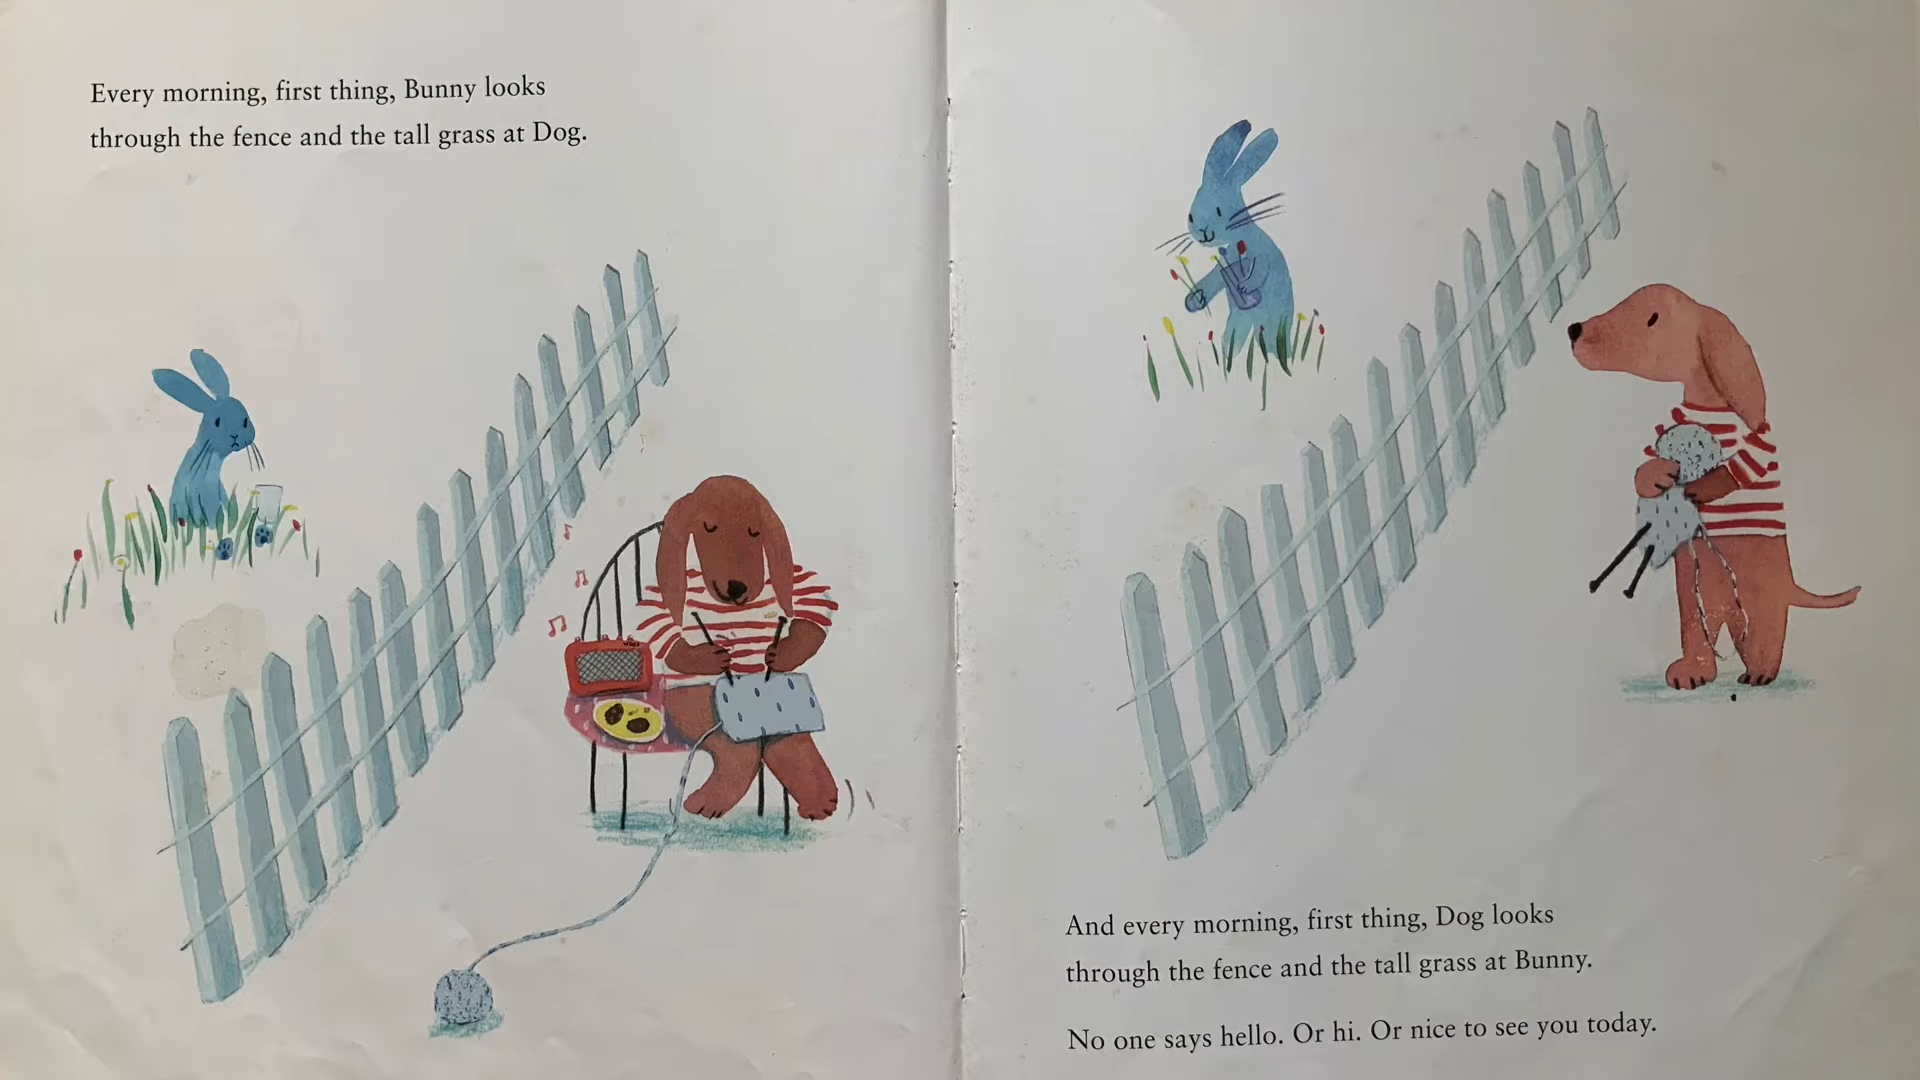 Every morning, first thing, Bunny looks
through the fence and the tall grass at Dog.
And every morning, first thing, Dog looks
through the fence and the tall grass at Bunny.
No one says hello. Or hi. Or nice to see you today.